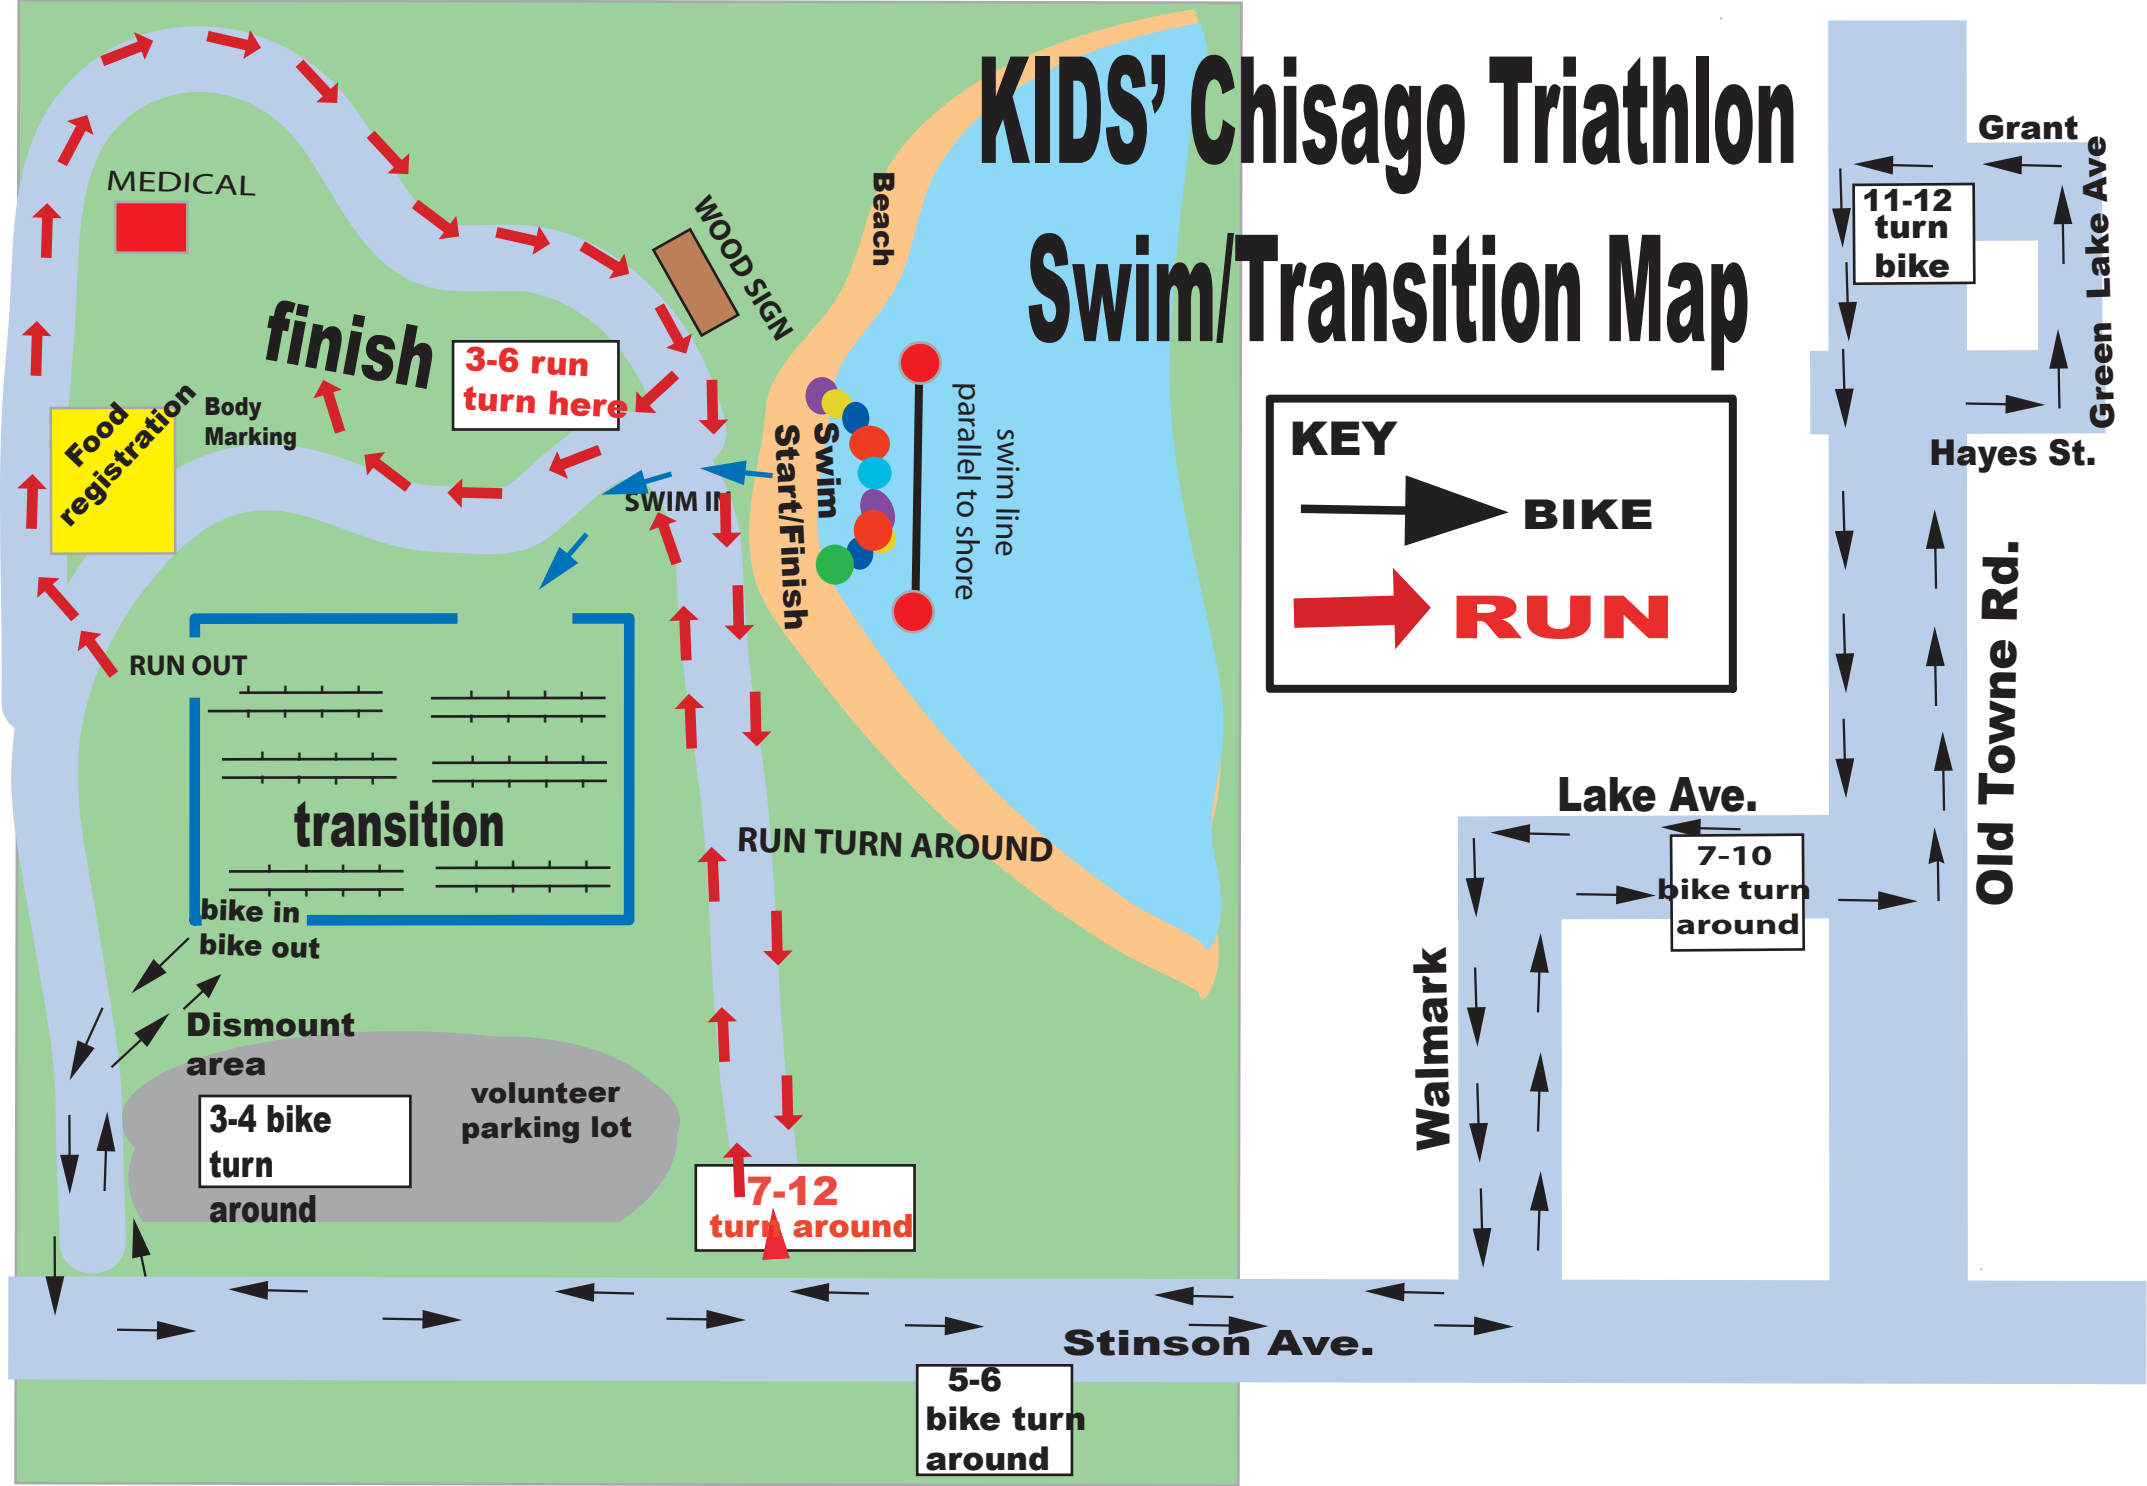 KIDS’ Chisago Triathlon
Swim/Transition Map
Grant
Green Lake Ave
11-12
turn
bike
Hayes St.
Old Towne Rd.
MEDICAL
WOOD SIGN
Beach
finish
3-6 run
turn here
Food
registration
Body
Marking
SWIM IN
Swim
Start/Finish
swim line
parallel to shore
KEY
BIKE
RUN
RUN OUT
transition
RUN TURN AROUND
Lake Ave.
7-10
bike turn
around
Walmark
bike in
bike out
Dismount
area
3-4 bike
turn
around
volunteer
parking lot
7-12
turn around
Stinson Ave.
5-6
bike turn
around